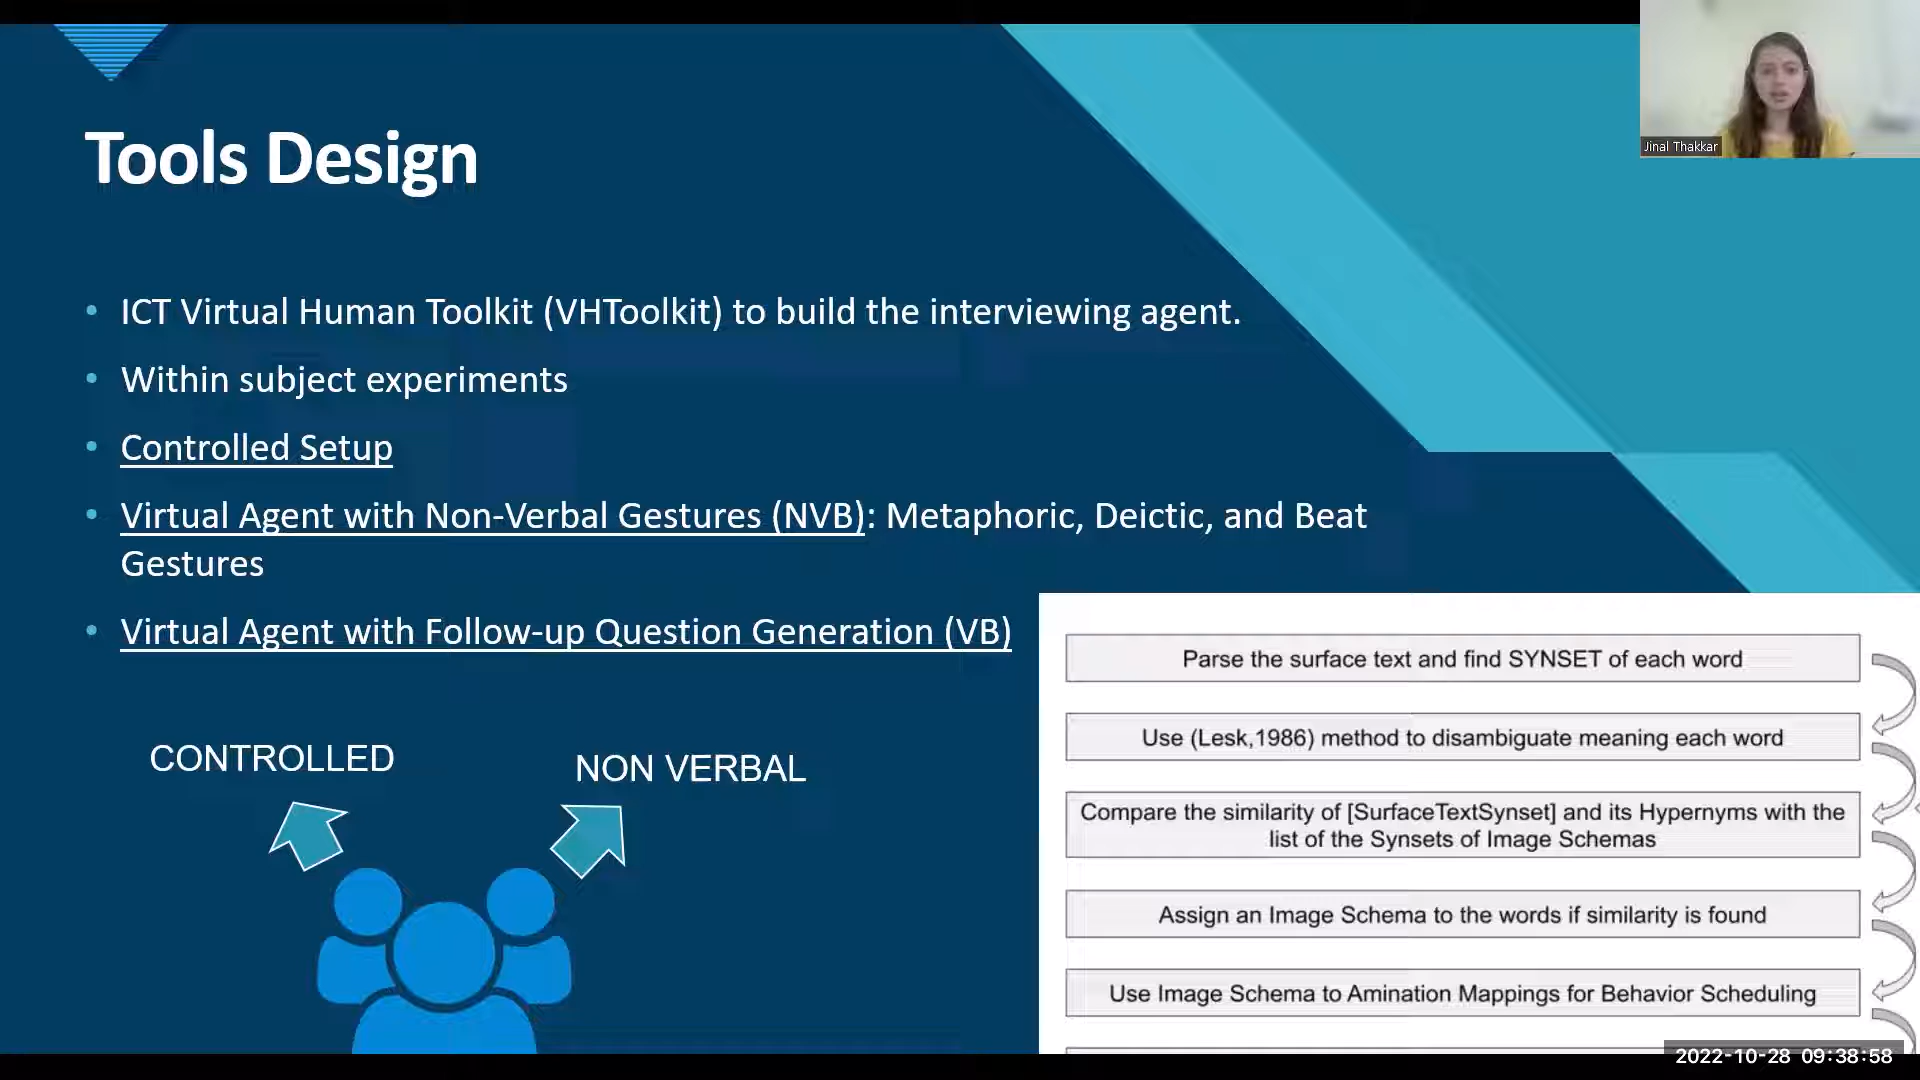 Jinal Thakkar
Tools Design
ICT Virtual Human Toolkit (VHToolkit) to build the interviewing agent.
Within subject experiments
Controlled Setup
Virtual Agent with Non-Verbal Gestures (NVB): Metaphoric, Deictic, and Beat
Gestures
Virtual Agent with Follow-up Question Generation (VB)
CONTROLLED
NON VERBAL
Parse the surface text and find SYNSET of each word
Use (Lesk,1986) method to disambiguate meaning each word
Compare the similarity of [SurfaceTextSynset] and its Hypernyms with the
list of the Synsets of Image Schemas
Assign an Image Schema to the words if similarity is found
Use Image Schema to Amination Mappings for Behavior Scheduling
2022-10-28 09:38:58